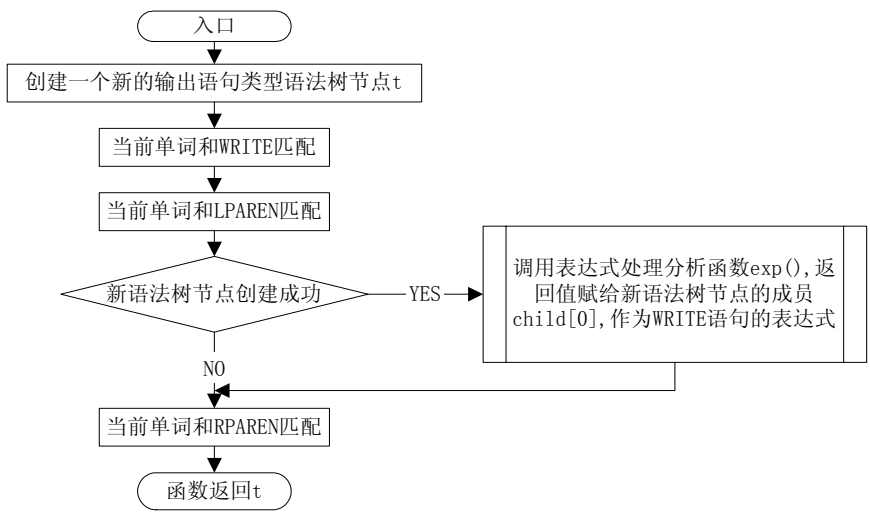 入口
创建一个新的输出语句类型语法树节点t
当前单词和WRITE匹配
当前单词和LPAREN匹配
新语法树节点创建成功
YES
调用表达式处理分析函数exp(),返
回值赋给新语法树节点的成员
child[0],作为WRITE语句的表达式
NO
当前单词和RPAREN匹配
函数返回t